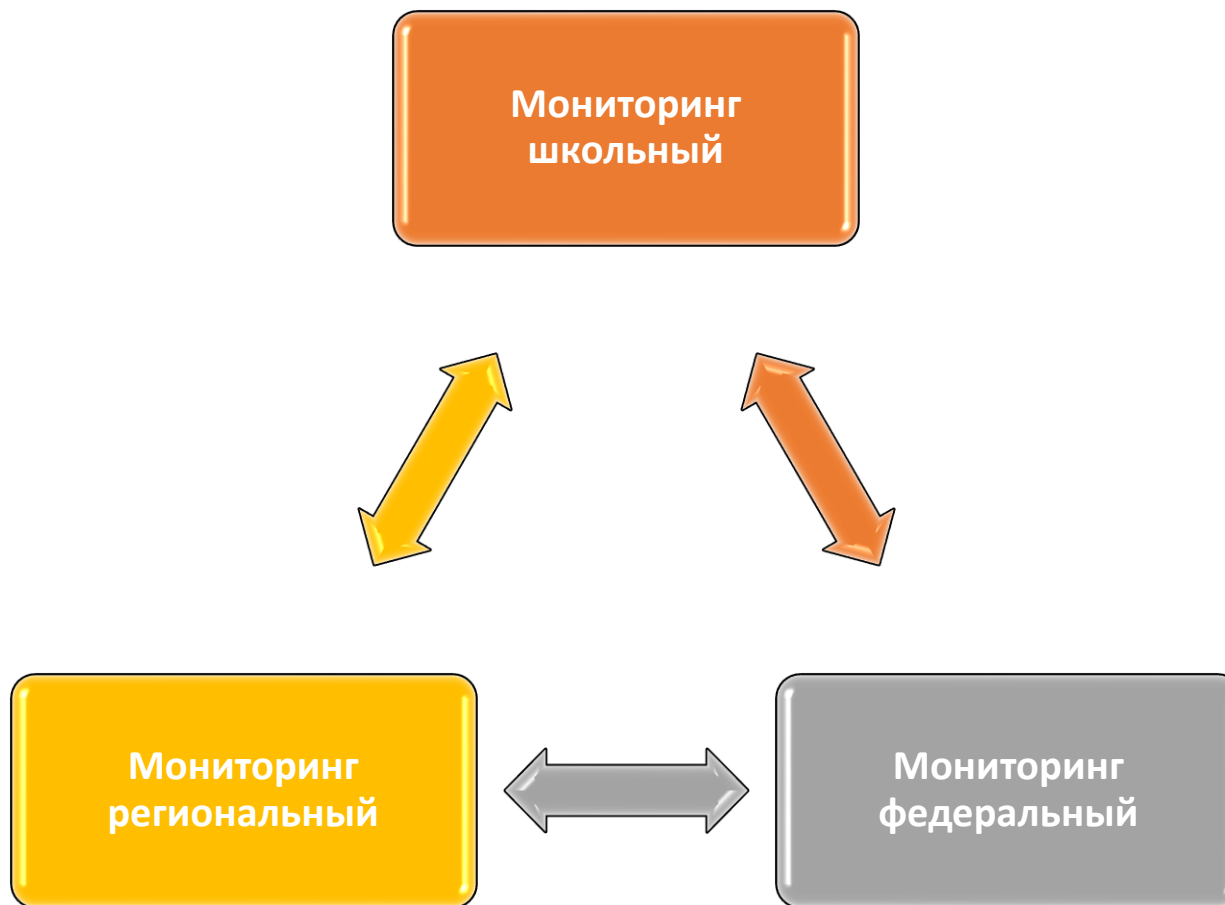 Мониторинг
школьный
Мониторинг
региональный
Мониторинг
федеральный